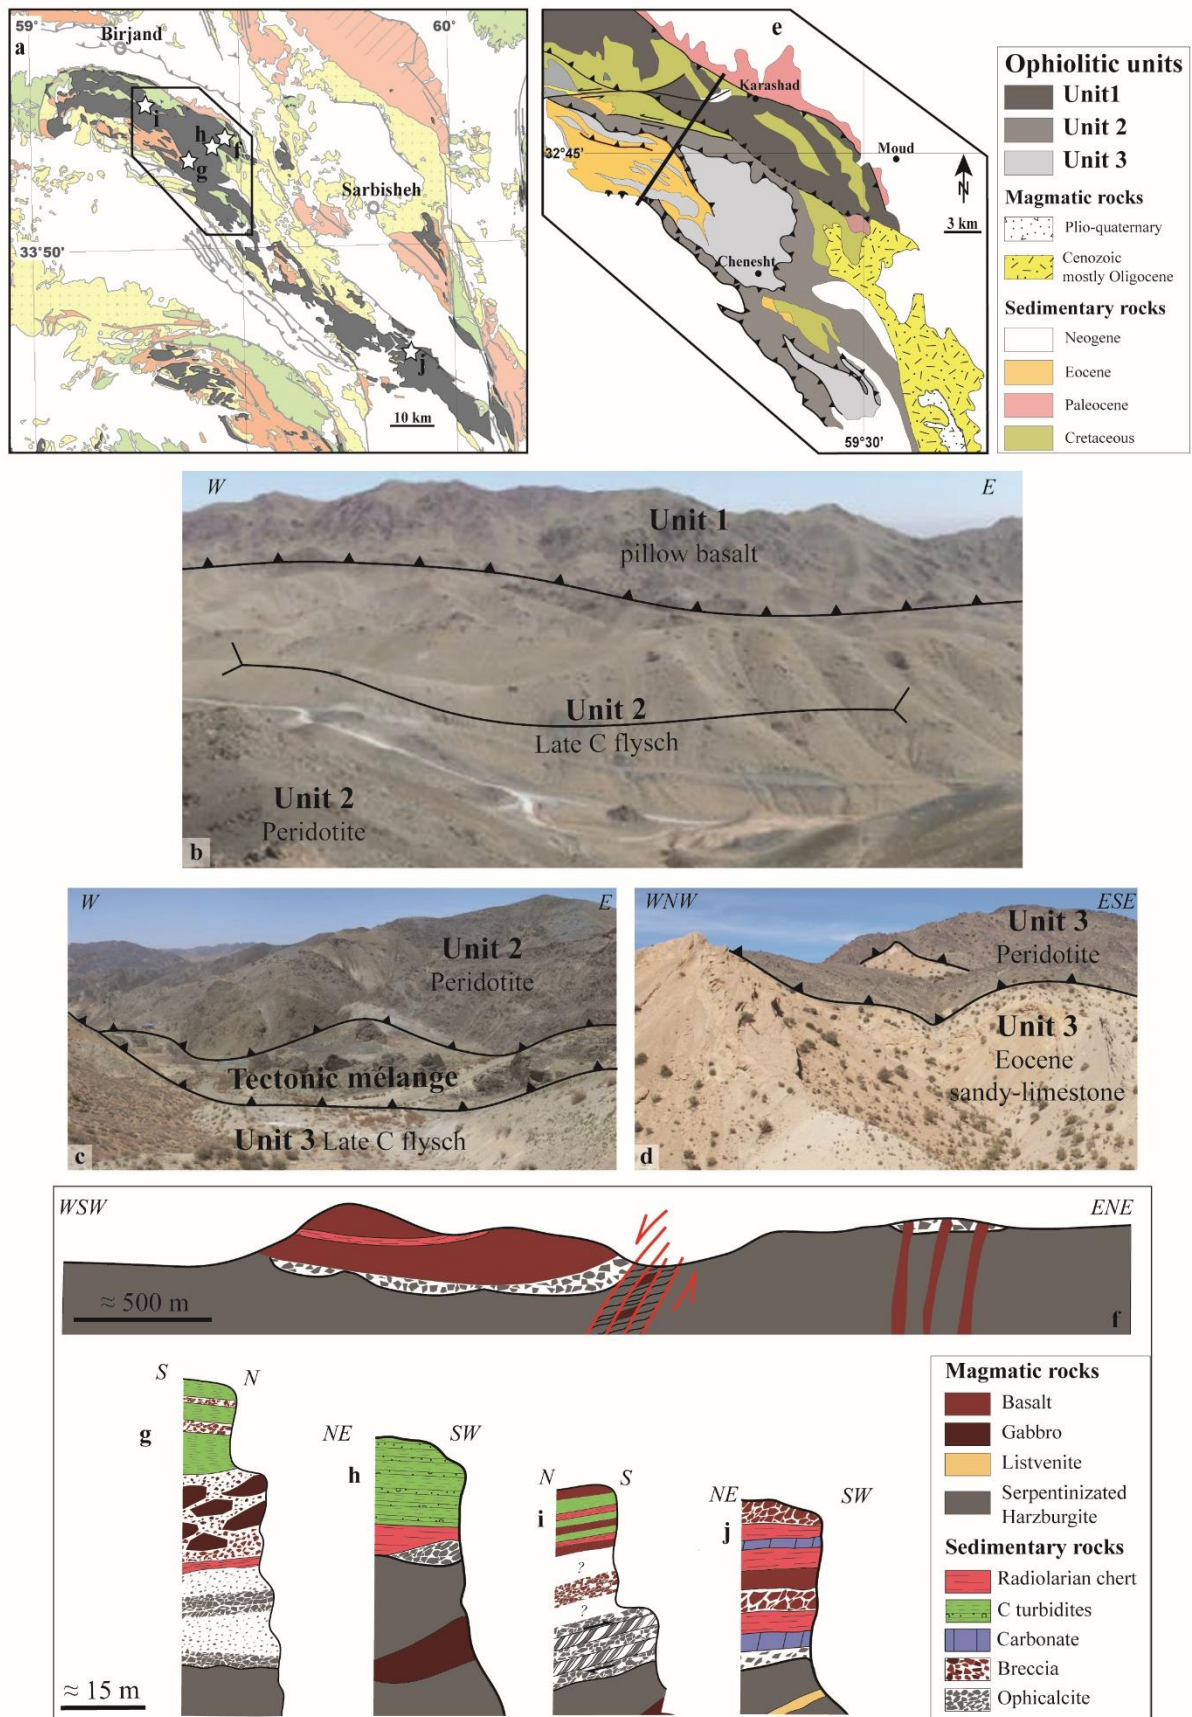 59°
60°
a
Birjand
i
h
f
g
Sarbisheh
33°50'
j
10 km
e
Karashad
32°45'
Moud
N
3 km
Chenesht
59°30'
Ophiolitic units
Unit1
Unit 2
Unit 3
Magmatic rocks
Plio-quaternary
Cenozoic
mostly Oligocene
Sedimentary rocks
Neogene
Eocene
Paleocene
Cretaceous
W
E
Unit 1
pillow basalt
Unit 2
Late C flysch
Unit 2
Peridotite
b
W
E
Unit 2
Peridotite
Tectonic mélange
Unit 3 Late C flysch
c
WNW
ESE
Unit 3
Peridotite
Unit 3
Eocene
sandy-limestone
d
WSW
ENE
≈ 500 m
f
S
N
g
≈ 15 m
NE
SW
h
N
S
i
?
?
NE
SW
j
Magmatic rocks
Basalt
Gabbro
Listvenite
Serpentinizated
Harzburgite
Sedimentary rocks
Radiolarian chert
C turbidites
Carbonate
Breccia
Ophicalcite